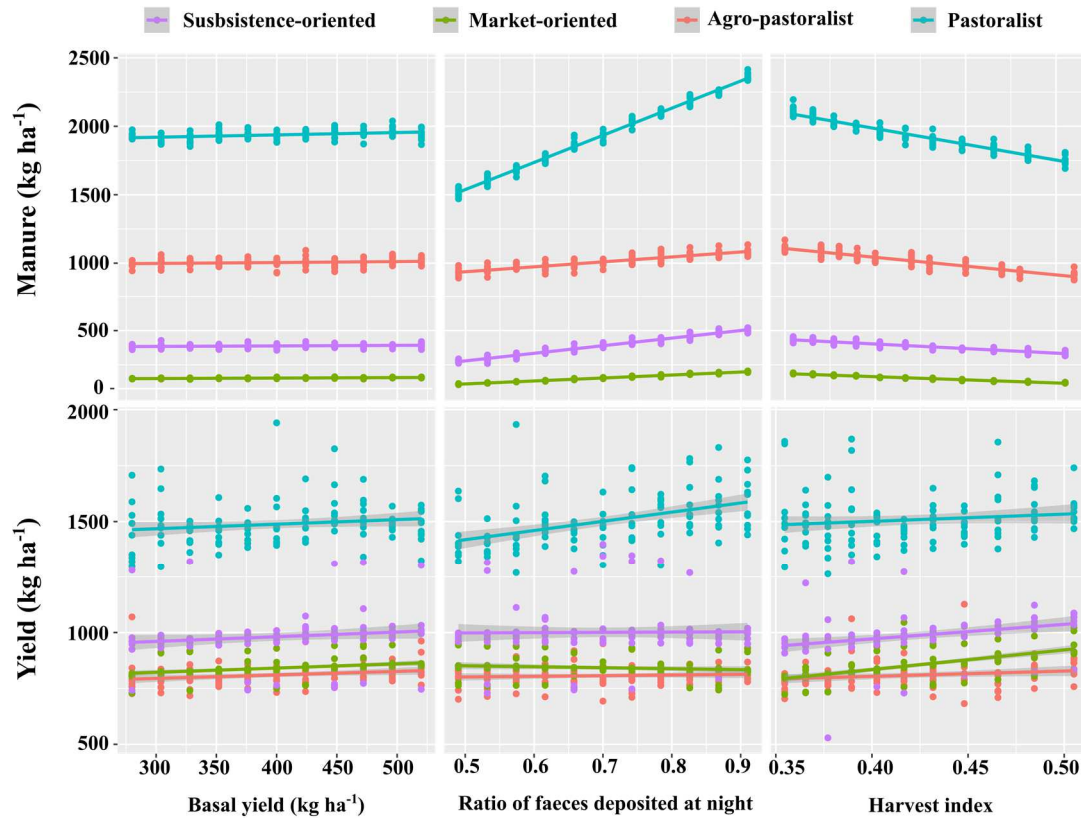 Susbsistence-oriented Market-oriented Agro-pastoralist Pastoralist
Manure (kg ha⁻¹)
2500
2000
1500
1000
500
0
Yield (kg ha⁻¹)
2000
1500
1000
500
300 350 400 450 500
0.5 0.6 0.7 0.8 0.9
0.35 0.40 0.45 0.50
Basal yield (kg ha⁻¹) Ratio of faeces deposited at night Harvest index